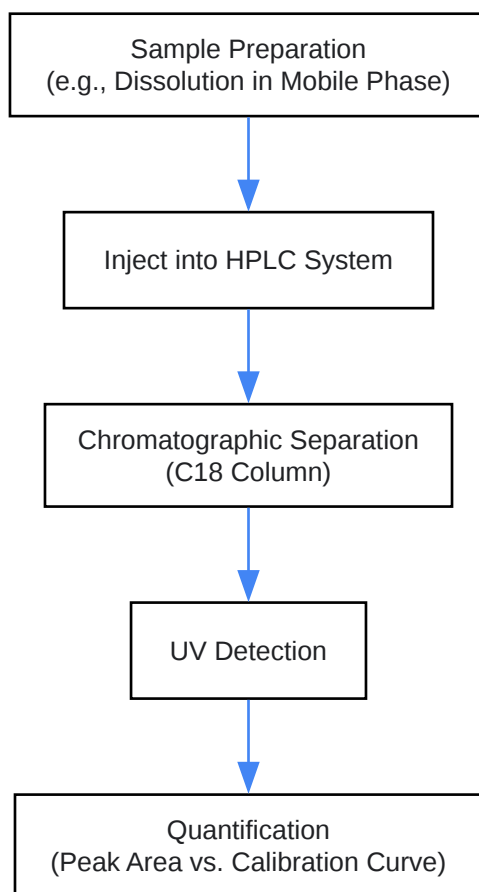 Sample Preparation
(e.g., Dissolution in Mobile Phase)
Inject into HPLC System
Chromatographic Separation
(C18 Column)
UV Detection
Quantification
(Peak Area vs. Calibration Curve)